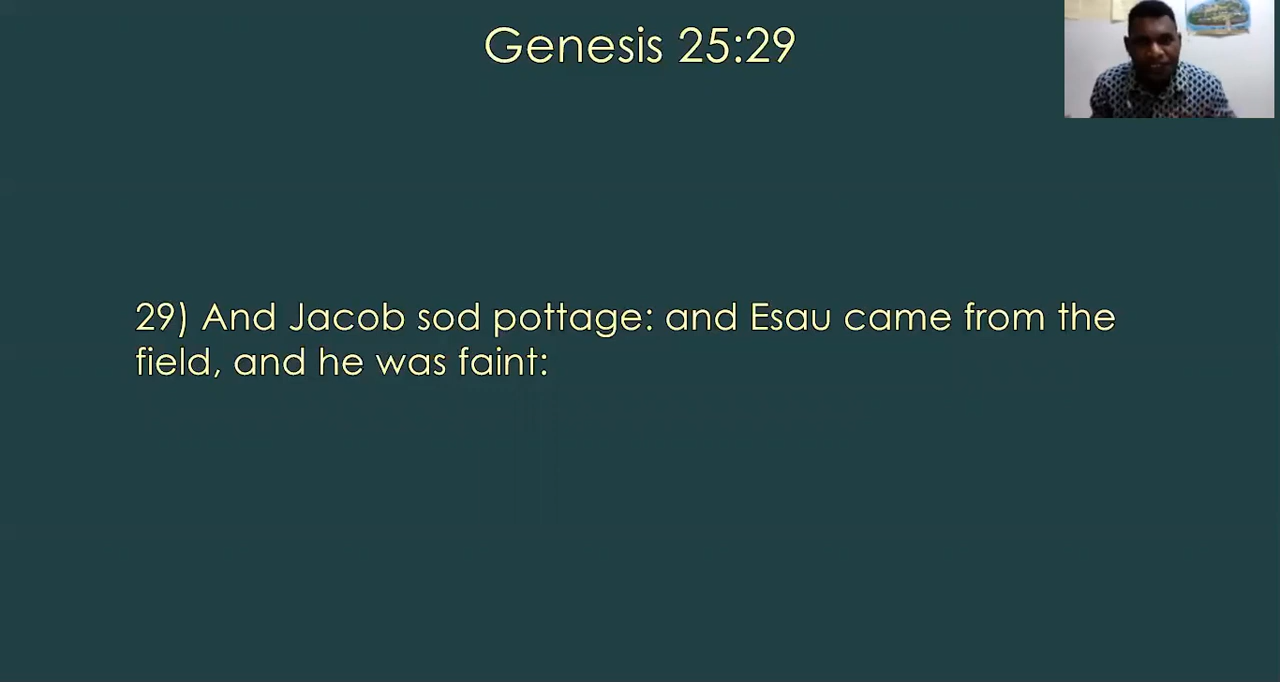 Genesis 25:29
29) And Jacob sod pottage: and Esau came from the
field, and he was faint: